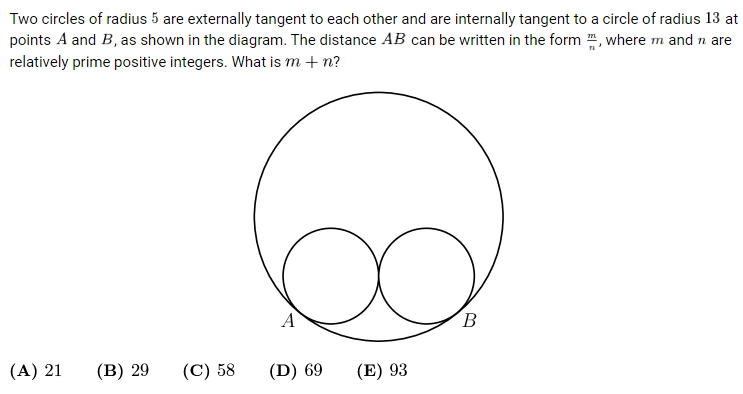 Two circles of radius 5 are externally tangent to each other and are internally tangent to a circle of radius 13 at
points A and B, as shown in the diagram. The distance AB can be written in the form m/n, where m and n are
relatively prime positive integers. What is m + n?
A B
(A) 21 (B) 29 (C) 58 (D) 69 (E) 93